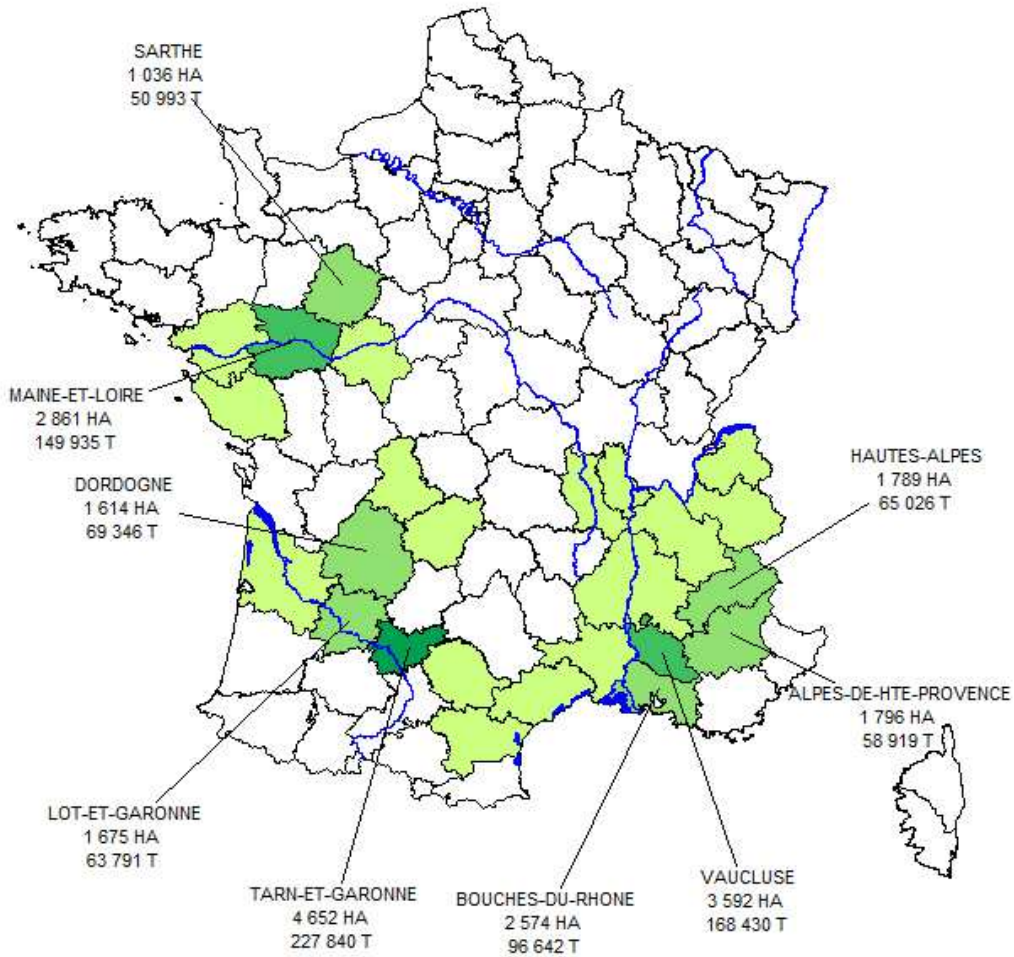 SARTHE
1 036 HA
50 993 T
MAINE-ET-LOIRE
2 861 HA
149 935 T
HAUTES-ALPES
1 789 HA
65 026 T
DORDOGNE
1 614 HA
69 346 T
ALPES-DE-HTE-PROVENCE
1 796 HA
58 919 T
LOT-ET-GARONNE
1 675 HA
63 791 T
TARN-ET-GARONNE
4 652 HA
227 840 T
BOUCHES-DU-RHONE
2 574 HA
96 642 T
VAUCLUSE
3 592 HA
168 430 T